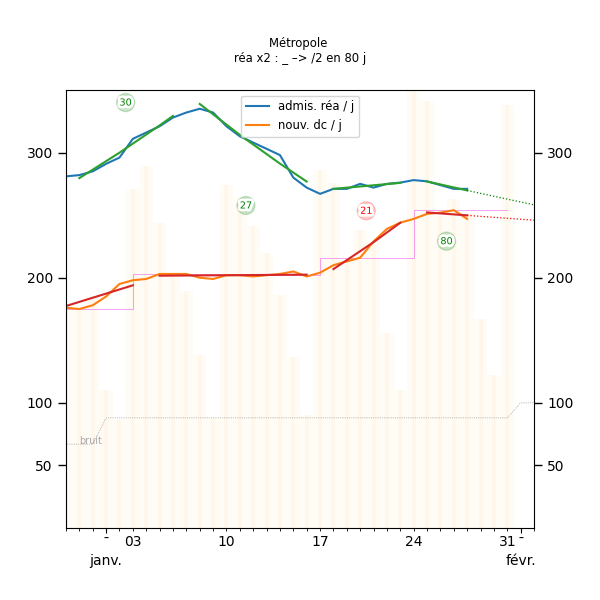 Métropole
réa x2 : _ –> /2 en 80 j
admis. réa / j
nouv. dc / j
30
27
21
80
300
300
200
200
100
100
50
50
bruit
- 03 10 17 24 31 -
janv. févr.